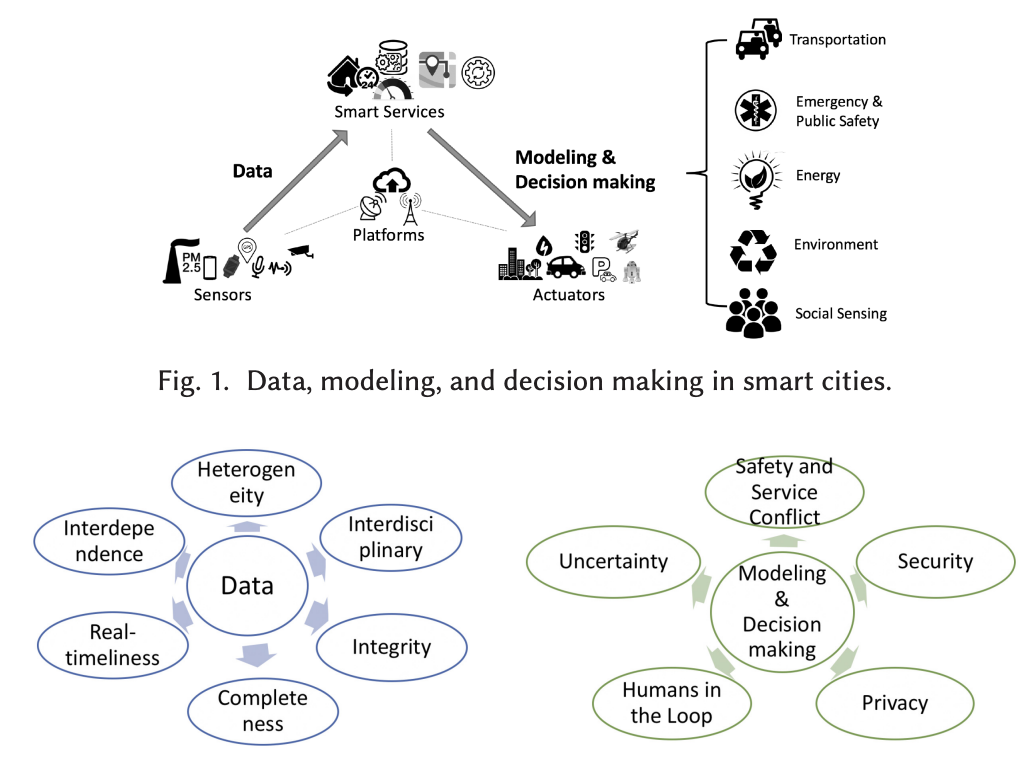 Smart Services
24
Data
Modeling &
Decision making
Platforms
PM
2.5
GPS
Sensors
P
Actuators
Transportation
Emergency &
Public Safety
Energy
Environment
Social Sensing
Fig. 1. Data, modeling, and decision making in smart cities.
Heterogen
eity
Interdepe
ndence
Interdisci
plinary
Data
Real-
timeliness
Integrity
Complete
ness
Safety and
Service
Conflict
Uncertainty
Security
Modeling
&
Decision
making
Humans in
the Loop
Privacy